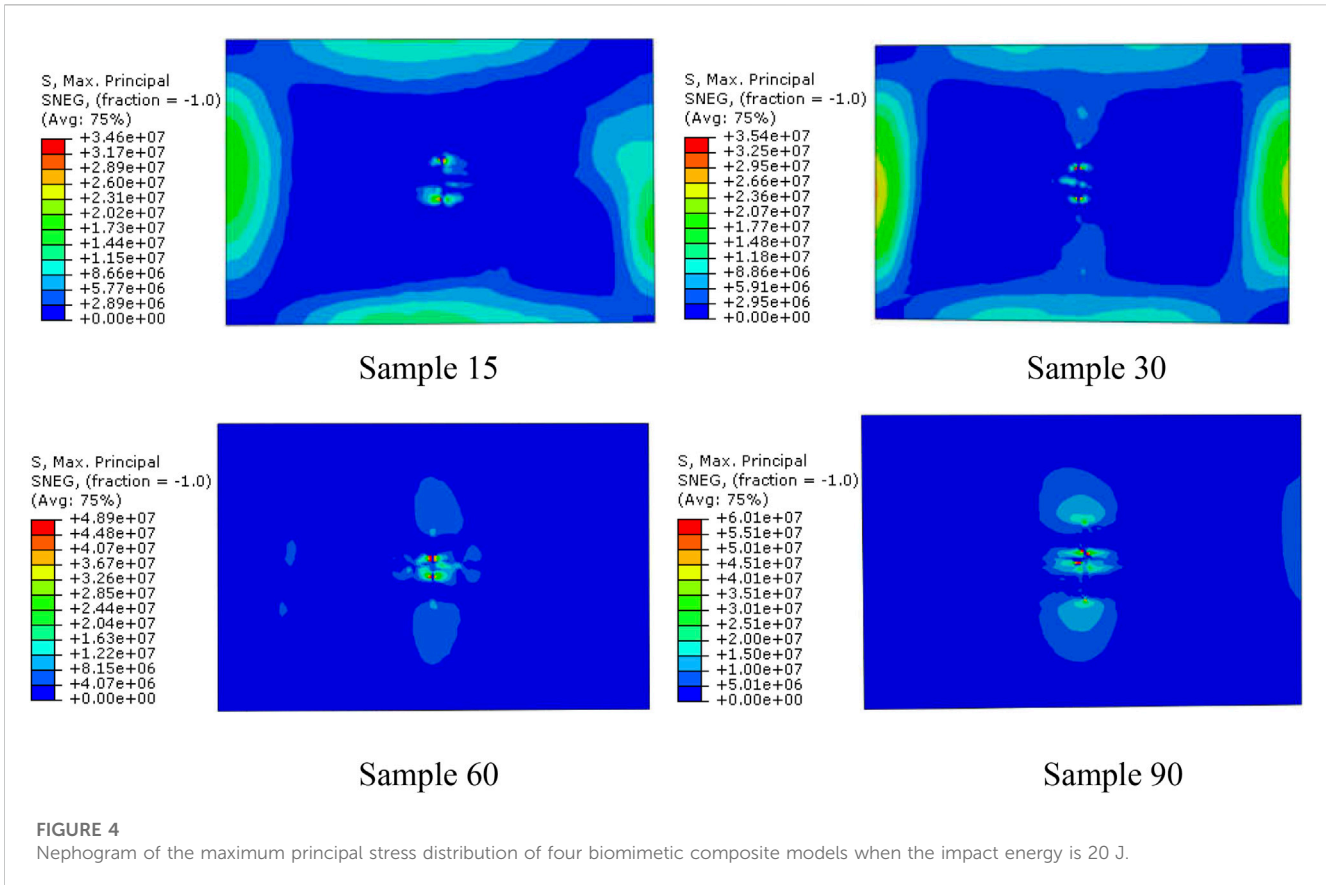 S, Max. Principal
SNEG, (fraction = -1.0)
(Avg: 75%)
+3.46e+07
+3.17e+07
+2.89e+07
+2.60e+07
+2.31e+07
+2.02e+07
+1.73e+07
+1.44e+07
+1.15e+07
+8.66e+06
+5.77e+06
+2.89e+06
+0.00e+00
Sample 15
S, Max. Principal
SNEG, (fraction = -1.0)
(Avg: 75%)
+3.54e+07
+3.25e+07
+2.95e+07
+2.66e+07
+2.36e+07
+2.07e+07
+1.77e+07
+1.48e+07
+1.18e+07
+8.86e+06
+5.91e+06
+2.95e+06
+0.00e+00
Sample 30
S, Max. Principal
SNEG, (fraction = -1.0)
(Avg: 75%)
+4.89e+07
+4.48e+07
+4.07e+07
+3.67e+07
+3.26e+07
+2.85e+07
+2.44e+07
+2.04e+07
+1.63e+07
+1.22e+07
+8.15e+06
+4.07e+06
+0.00e+00
Sample 60
S, Max. Principal
SNEG, (fraction = -1.0)
(Avg: 75%)
+6.01e+07
+5.51e+07
+5.01e+07
+4.51e+07
+4.01e+07
+3.51e+07
+3.01e+07
+2.51e+07
+2.00e+07
+1.50e+07
+1.00e+07
+5.01e+06
+0.00e+00
Sample 90
FIGURE 4
Nephogram of the maximum principal stress distribution of four biomimetic composite models when the impact energy is 20 J.